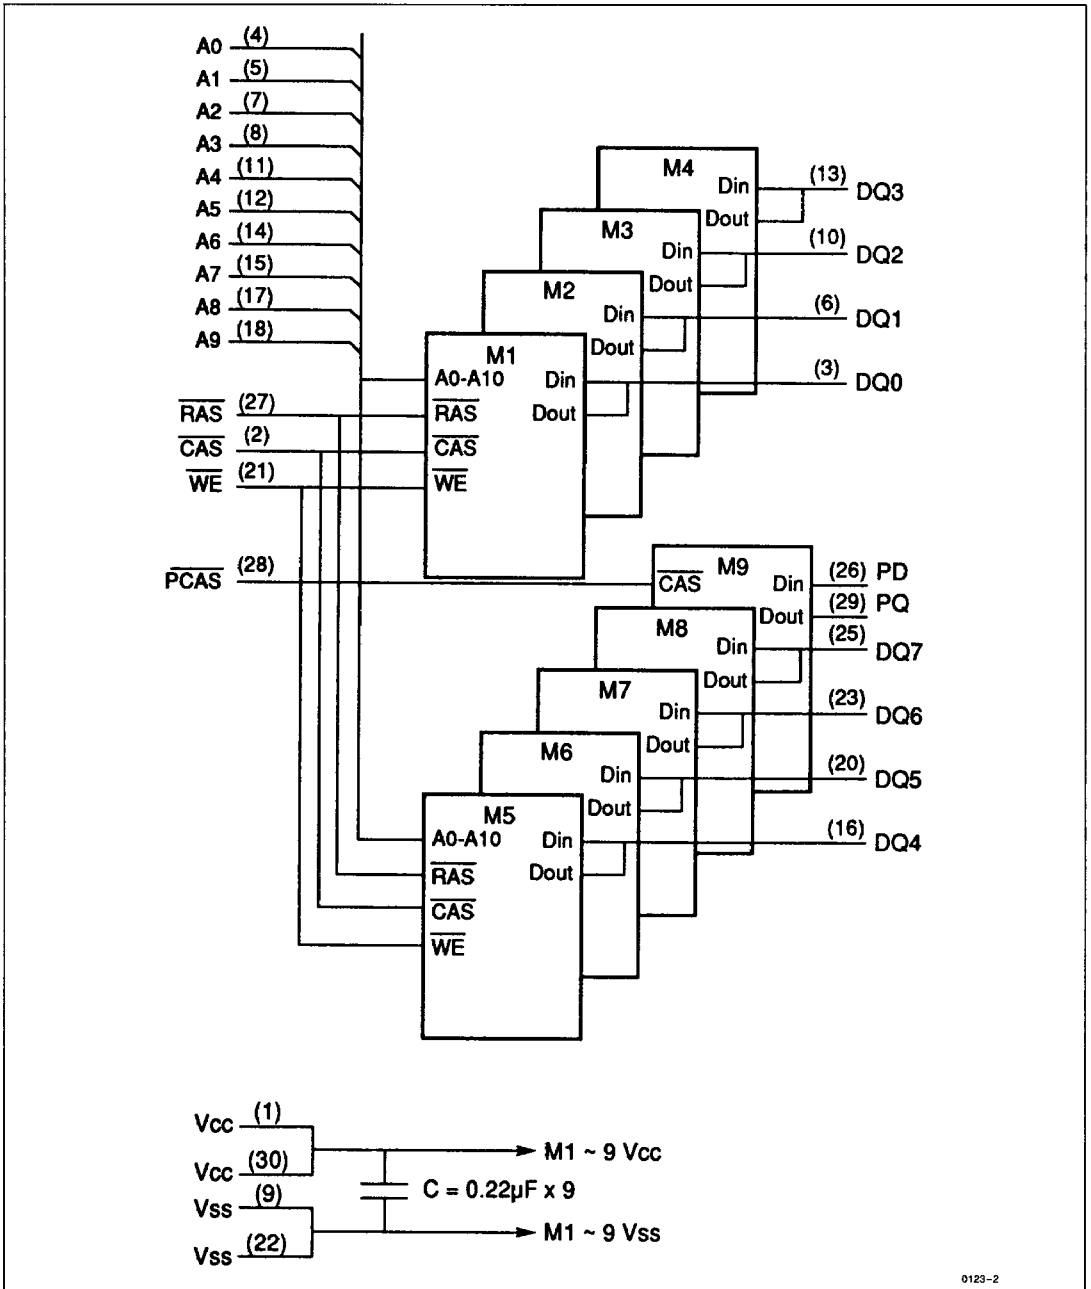 A0 (4)
A1 (5)
A2 (7)
A3 (8)
A4 (11)
A5 (12)
A6 (14)
A7 (15)
A8 (17)
A9 (18)
RAS (27)
CAS (2)
WE (21)
PCAS (28)
M4
Din (13) DQ3
Dout
M3
Din (10) DQ2
Dout
M2
Din (6) DQ1
Dout
M1
A0-A10 Din (3) DQ0
RAS Dout
CAS
WE
M9
CAS Din (26) PD
Dout (29) PQ
M8
Din (25) DQ7
Dout
M7
Din (23) DQ6
Dout
M6
Din (20) DQ5
Dout
M5
A0-A10 Din (16) DQ4
RAS Dout
CAS
WE
Vcc (1)
M1 ~ 9 Vcc
Vcc (30)
C = 0.22µF x 9
Vss (9)
M1 ~ 9 Vss
Vss (22)
0123-2